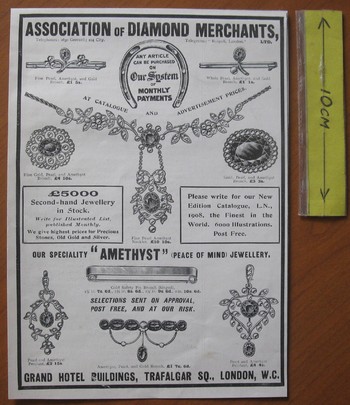 ASSOCIATION OF DIAMOND MERCHANTS,
LTD.
ANY ARTICLE
CAN BE
PURCHASED
ON
Our System
OF
MONTHLY
PAYMENTS
AT CATALOGUE AND ADVERTISEMENT PRICES.
£5000
Second-hand Jewellery
in Stock.
Write for Illustrated List,
published Monthly.
We give highest prices for Precious
Stones, Old Gold and Silver.
Please write for our New
Edition Catalogue, L.N.,
1908, the Finest in the
World. 6000 Illustrations.
Post Free.
OUR SPECIALITY "AMETHYST" (PEACE OF MIND) JEWELLERY.
SELECTIONS SENT ON APPROVAL,
POST FREE, AND AT OUR RISK.
GRAND HOTEL BUILDINGS, TRAFALGAR SQ., LONDON, W.C.
10CM